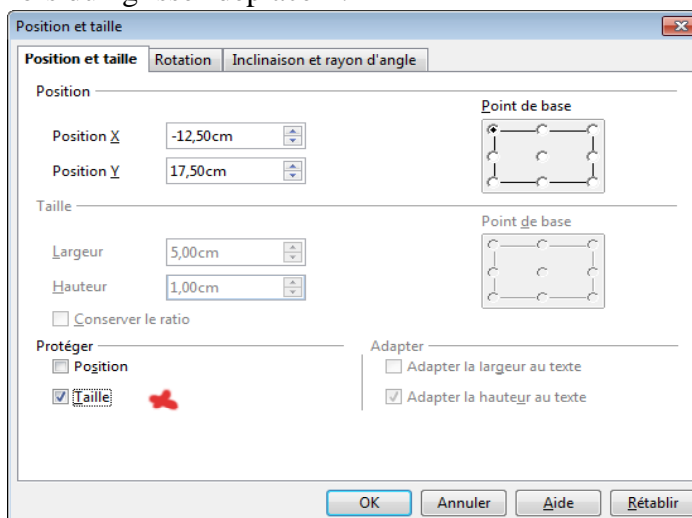 Position et taille
Position et taille Rotation Inclinaison et rayon d'angle
Position
Point de base
Position X -12,50cm
Position Y 17,50cm
Taille
Point de base
Largeur 5,00cm
Hauteur 1,00cm
Conserver le ratio
Protéger Adapter
Position Adapter la largeur au texte
Taille Adapter la hauteur au texte
OK Annuler Aide Rétablir